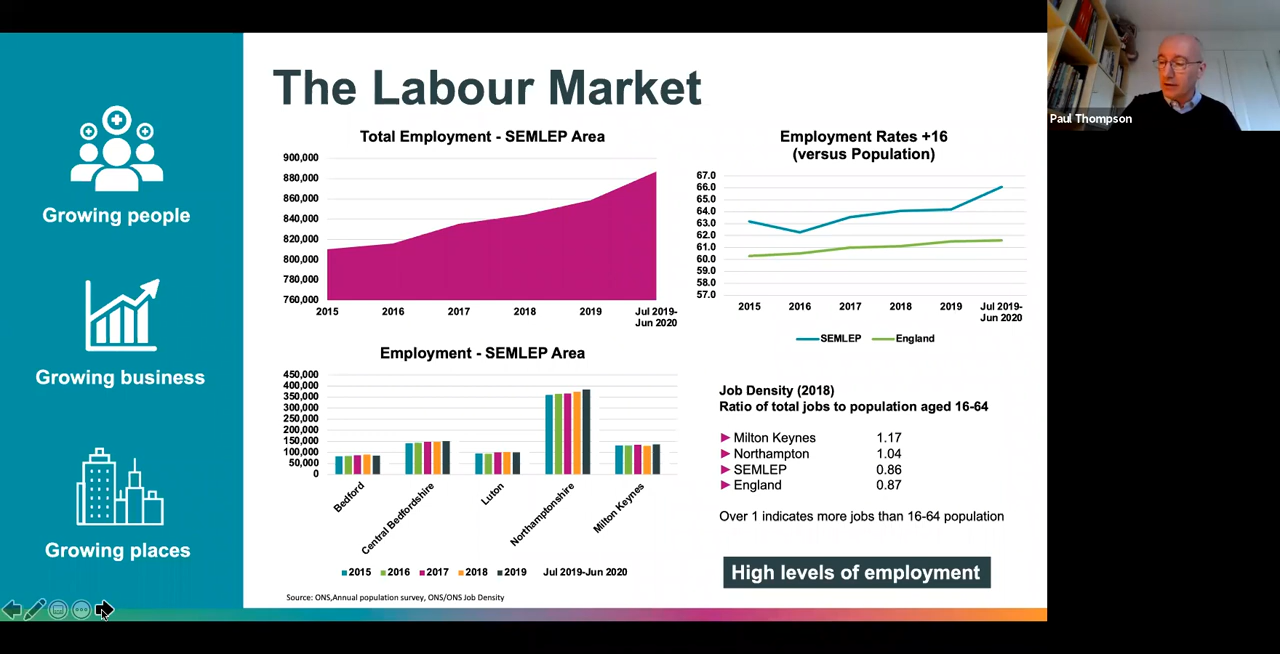 The Labour Market
Growing people
Growing business
Growing places
Total Employment - SEMLEP Area
900,000
880,000
860,000
840,000
820,000
800,000
780,000
760,000
2015 2016 2017 2018 2019 Jul 2019-
Jun 2020
Employment Rates +16
(versus Population)
67.0
66.0
65.0
64.0
63.0
62.0
61.0
60.0
59.0
58.0
57.0
2015 2016 2017 2018 2019 Jul 2019-
Jun 2020
SEMLEP England
Employment - SEMLEP Area
450,000
400,000
350,000
300,000
250,000
200,000
150,000
100,000
50,000
0
Bedford
Central Bedfordshire
Luton
Northamptonshire
Milton Keynes
2015 2016 2017 2018 2019 Jul 2019-Jun 2020
Source: ONS,Annual population survey, ONS/ONS Job Density
Job Density (2018)
Ratio of total jobs to population aged 16-64
Milton Keynes 1.17
Northampton 1.04
SEMLEP 0.86
England 0.87
Over 1 indicates more jobs than 16-64 population
High levels of employment
Paul Thompson